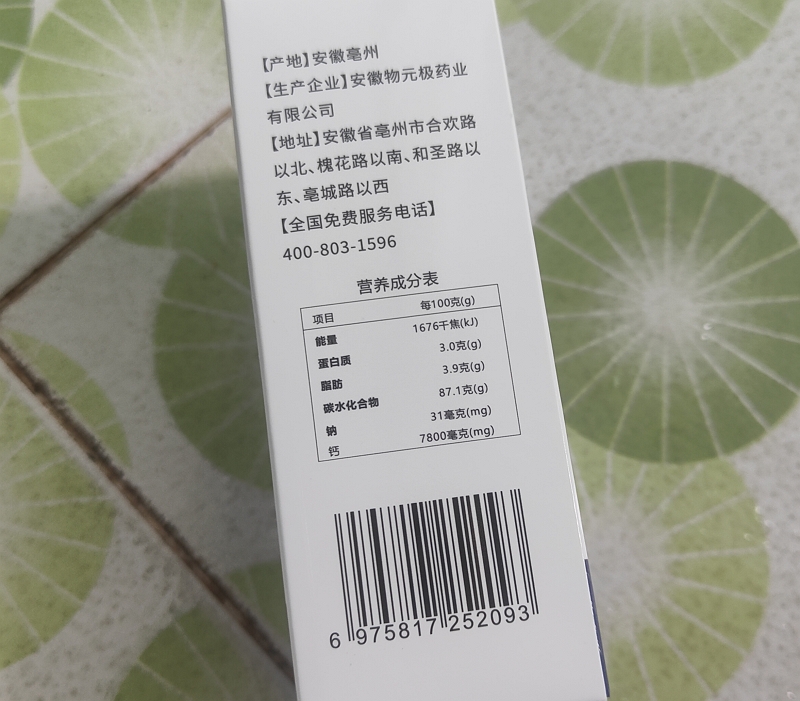 【产地】安徽亳州
【生产企业】安徽物元极药业
有限公司
【地址】安徽省亳州市合欢路
以北、槐花路以南、和圣路以
东、亳城路以西
【全国免费服务电话】
400-803-1596
营养成分表
项目 每100克(g)
能量 1676千焦(kJ)
蛋白质 3.0克(g)
脂肪 3.9克(g)
碳水化合物 87.1克(g)
钠 31毫克(mg)
钙 7800毫克(mg)
6 975817 252093